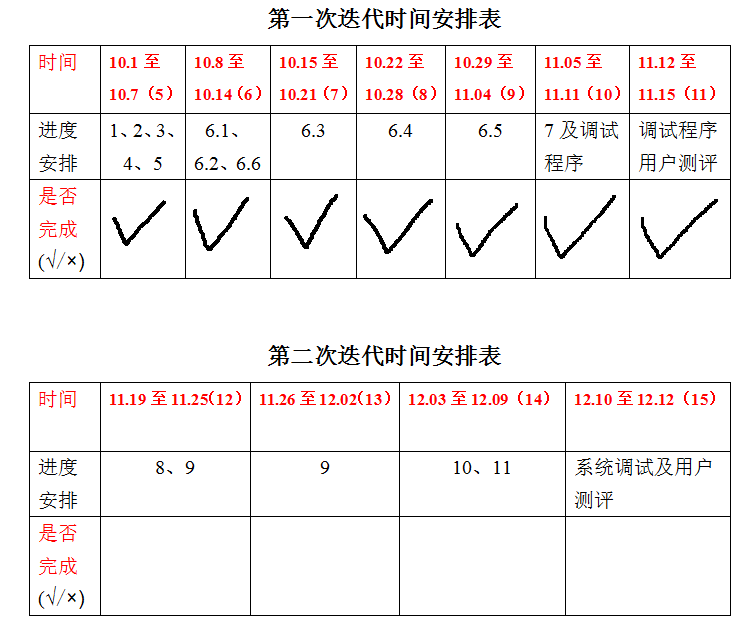 第一次迭代时间安排表
时间 10.1 至 10.8 至 10.15 至 10.22 至 10.29 至 11.05 至 11.12 至
10.7（5） 10.14（6） 10.21（7） 10.28（8） 11.04（9） 11.11（10） 11.15（11）
进度 1、2、3、 6.1、 6.3 6.4 6.5 7 及调试 调试程序
安排 4、5 6.2、6.6 程序 用户测评
是否
完成
(√/×)
第二次迭代时间安排表
时间 11.19 至 11.25（12） 11.26 至 12.02（13） 12.03 至 12.09（14） 12.10 至 12.12（15）
进度 8、9 9 10、11 系统调试及用户
安排 测评
是否
完成
(√/×)